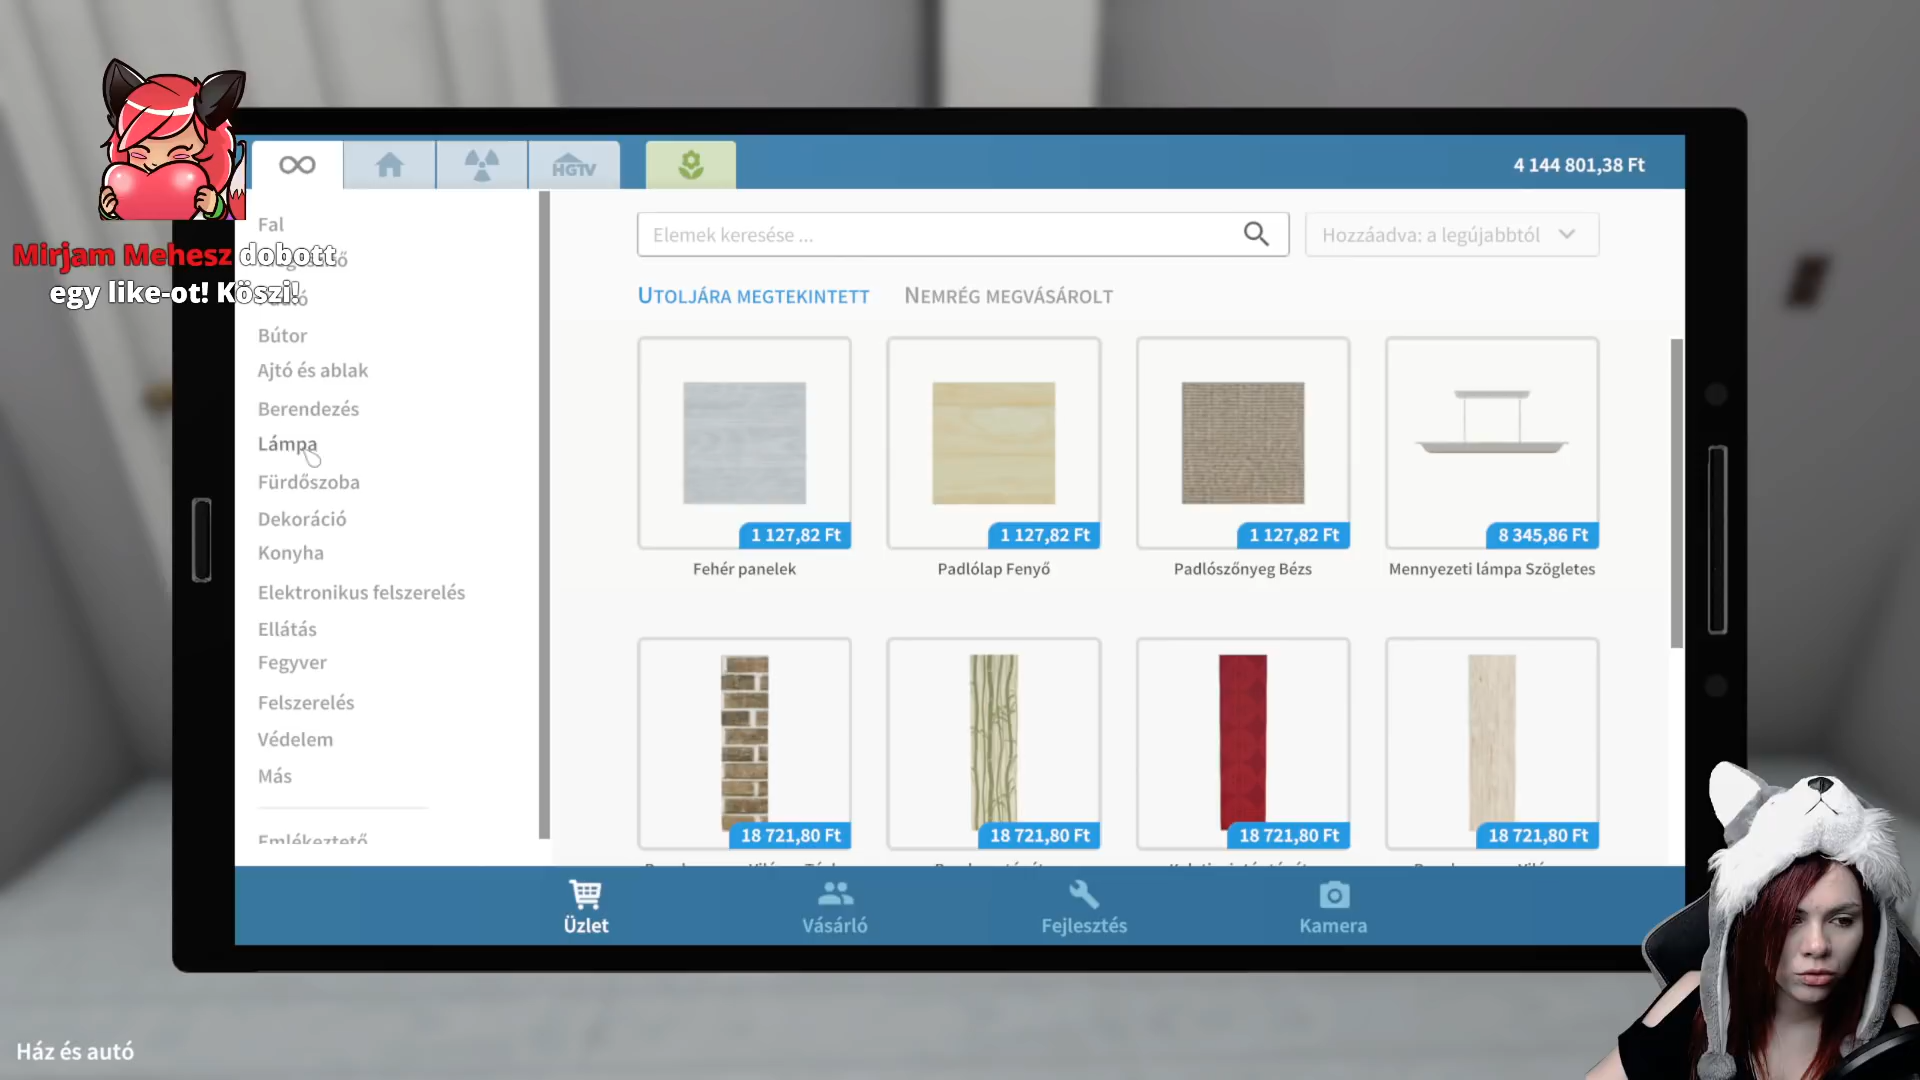 HGTV
4 144 801,38 Ft
Mirjam Mehesz dobott
egy like-ot! Köszi!
Fal
Bútor
Ajtó és ablak
Berendezés
Lámpa
Fürdőszoba
Dekoráció
Konyha
Elektronikus felszerelés
Ellátás
Fegyver
Felszerelés
Védelem
Más
Emlékeztető
Elemek keresése ...
Hozzáadva: a legújabbtól
UTOLJÁRA MEGTEKINTETT
NEMRÉG MEGVÁSÁROLT
1 127,82 Ft
Fehér panelek
1 127,82 Ft
Padlólap Fenyő
1 127,82 Ft
Padlószőnyeg Bézs
8 345,86 Ft
Mennyezeti lámpa Szögletes
18 721,80 Ft
18 721,80 Ft
18 721,80 Ft
18 721,80 Ft
Üzlet
Vásárló
Fejlesztés
Kamera
Ház és autó